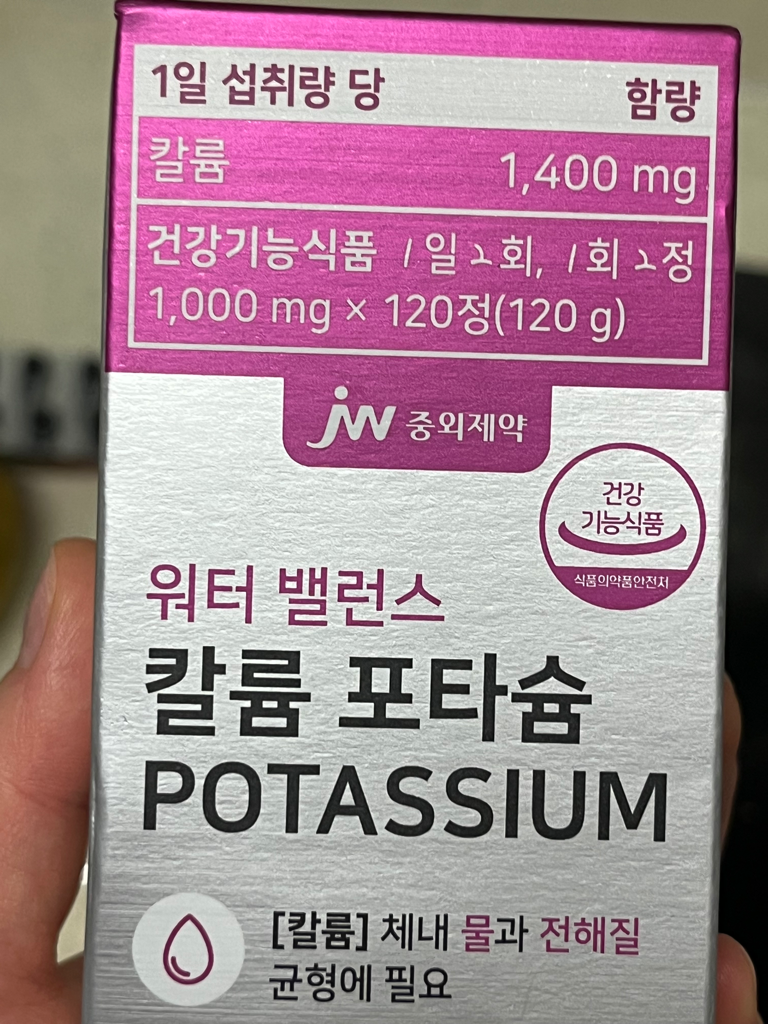 1일 섭취량 당 함량
칼륨 1,400 mg
건강기능식품 1일 2회, 1회 2정
1,000 mg × 120정(120 g)
jw 중외제약
건강
기능식품
식품의약품안전처
워터 밸런스
칼륨 포타슘
POTASSIUM
[칼륨] 체내 물과 전해질
균형에 필요